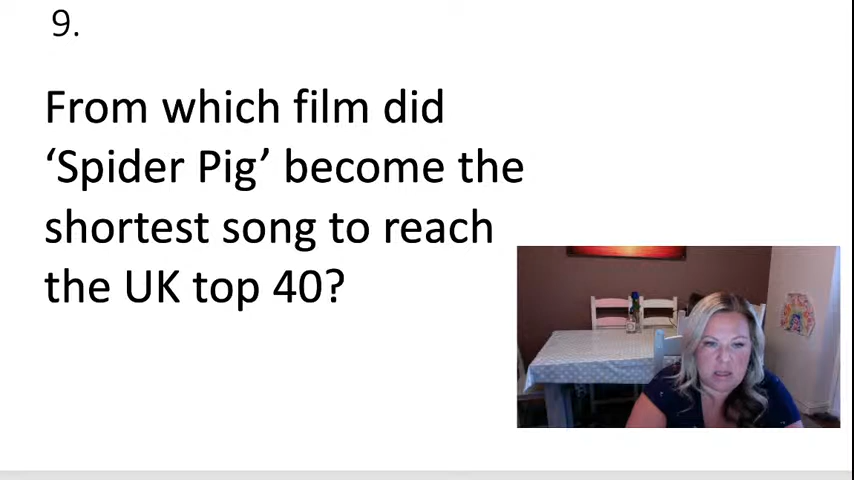 9.
From which film did
‘Spider Pig’ become the
shortest song to reach
the UK top 40?